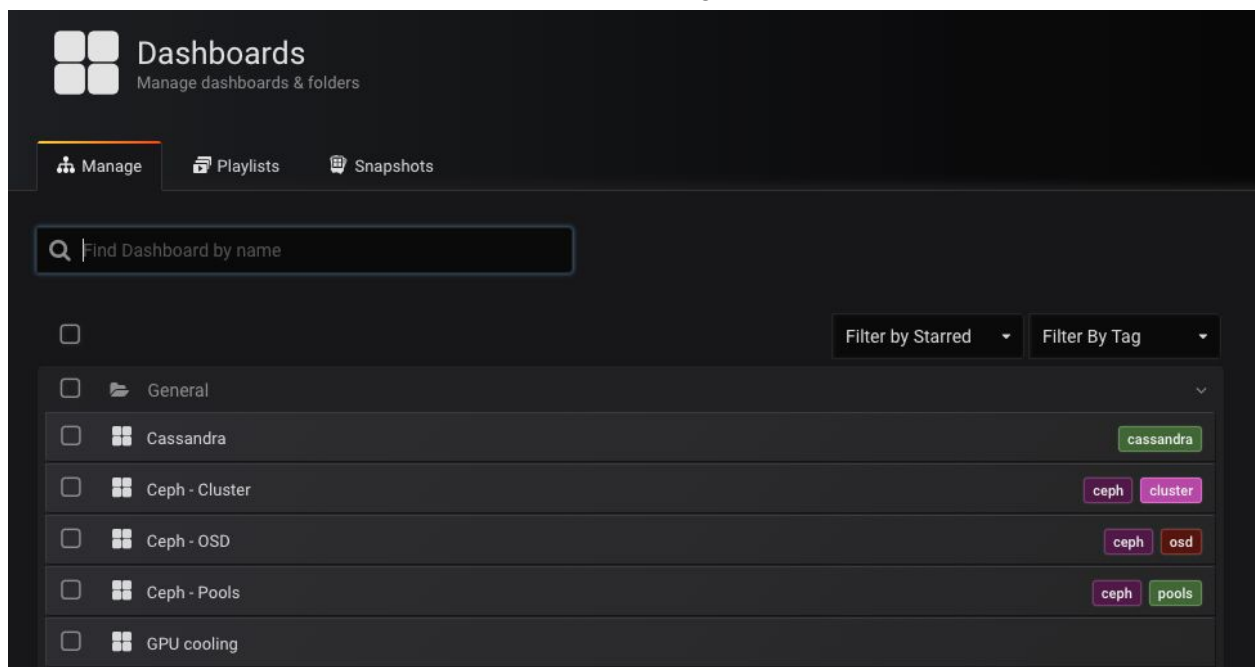 Dashboards
Manage dashboards & folders
Manage Playlists Snapshots
Find Dashboard by name
Filter by Starred Filter By Tag
General
Cassandra cassandra
Ceph - Cluster ceph cluster
Ceph - OSD ceph osd
Ceph - Pools ceph pools
GPU cooling